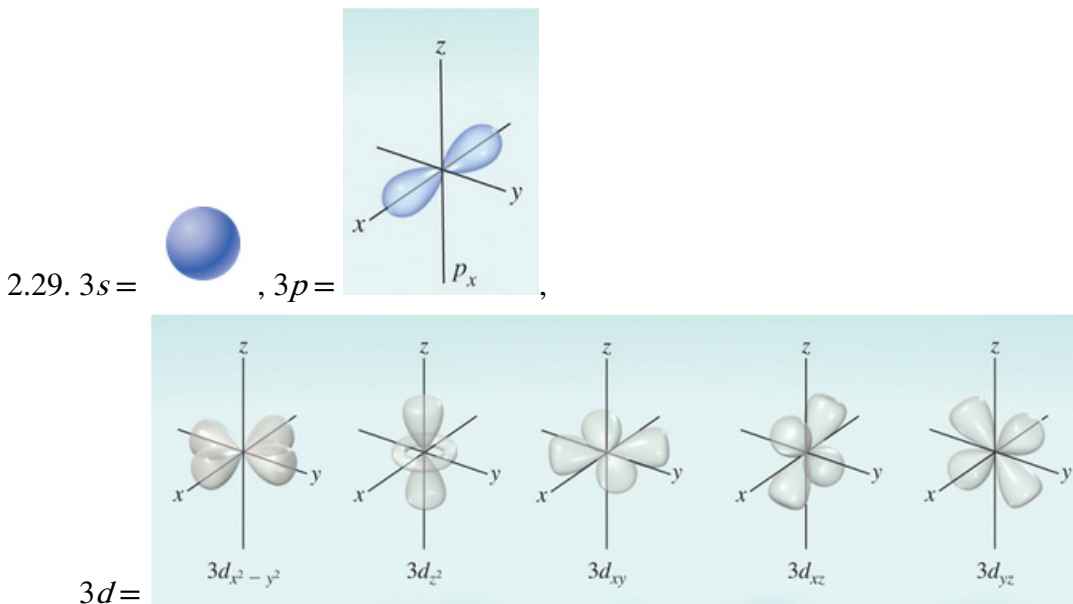 z
x
y
p_x
2.29. 3s = , 3p = ,
z z z z z
x y x y x y x y x y
3d_{x² − y²} 3d_{z²} 3d_{xy} 3d_{xz} 3d_{yz}
3d =